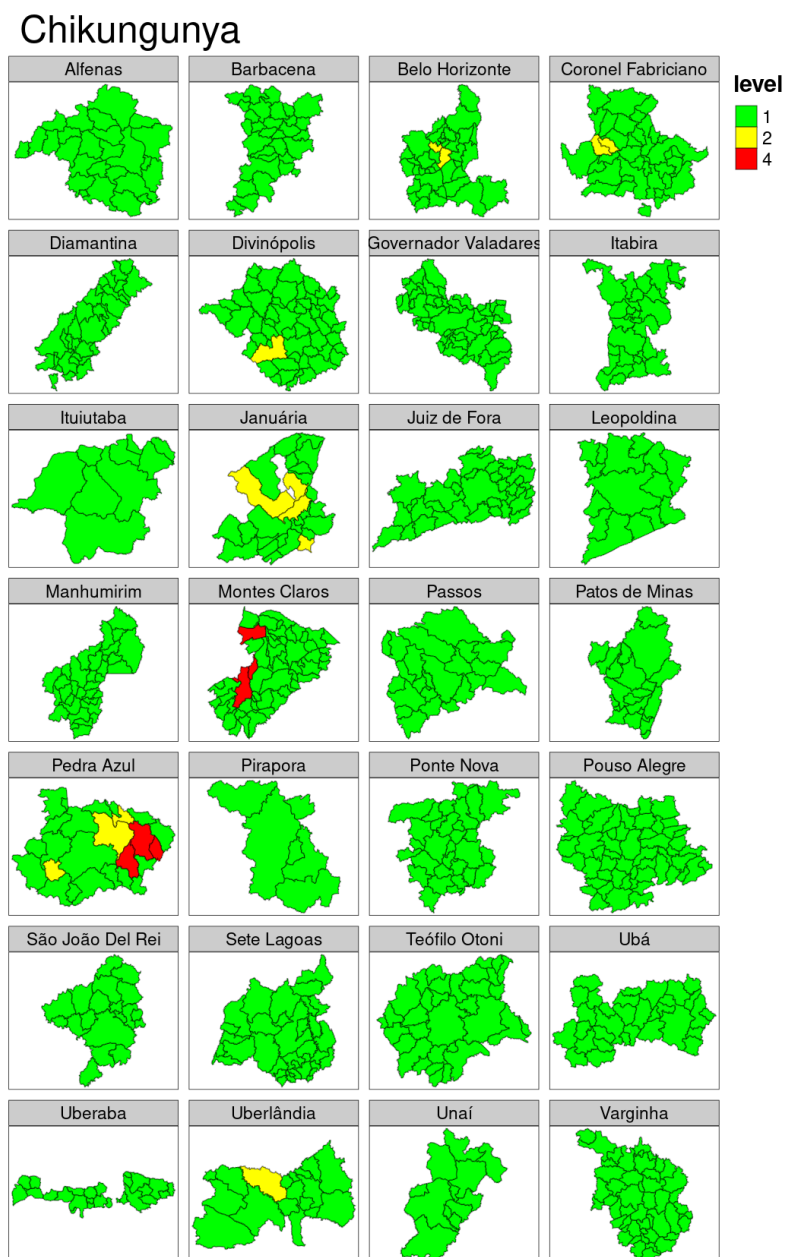 Chikungunya
Alfenas
Barbacena
Belo Horizonte
Coronel Fabriciano
level
1
2
4
Diamantina
Divinópolis
Governador Valadares
Itabira
Ituiutaba
Januária
Juiz de Fora
Leopoldina
Manhumirim
Montes Claros
Passos
Patos de Minas
Pedra Azul
Pirapora
Ponte Nova
Pouso Alegre
São João Del Rei
Sete Lagoas
Teófilo Otoni
Ubá
Uberaba
Uberlândia
Unaí
Varginha